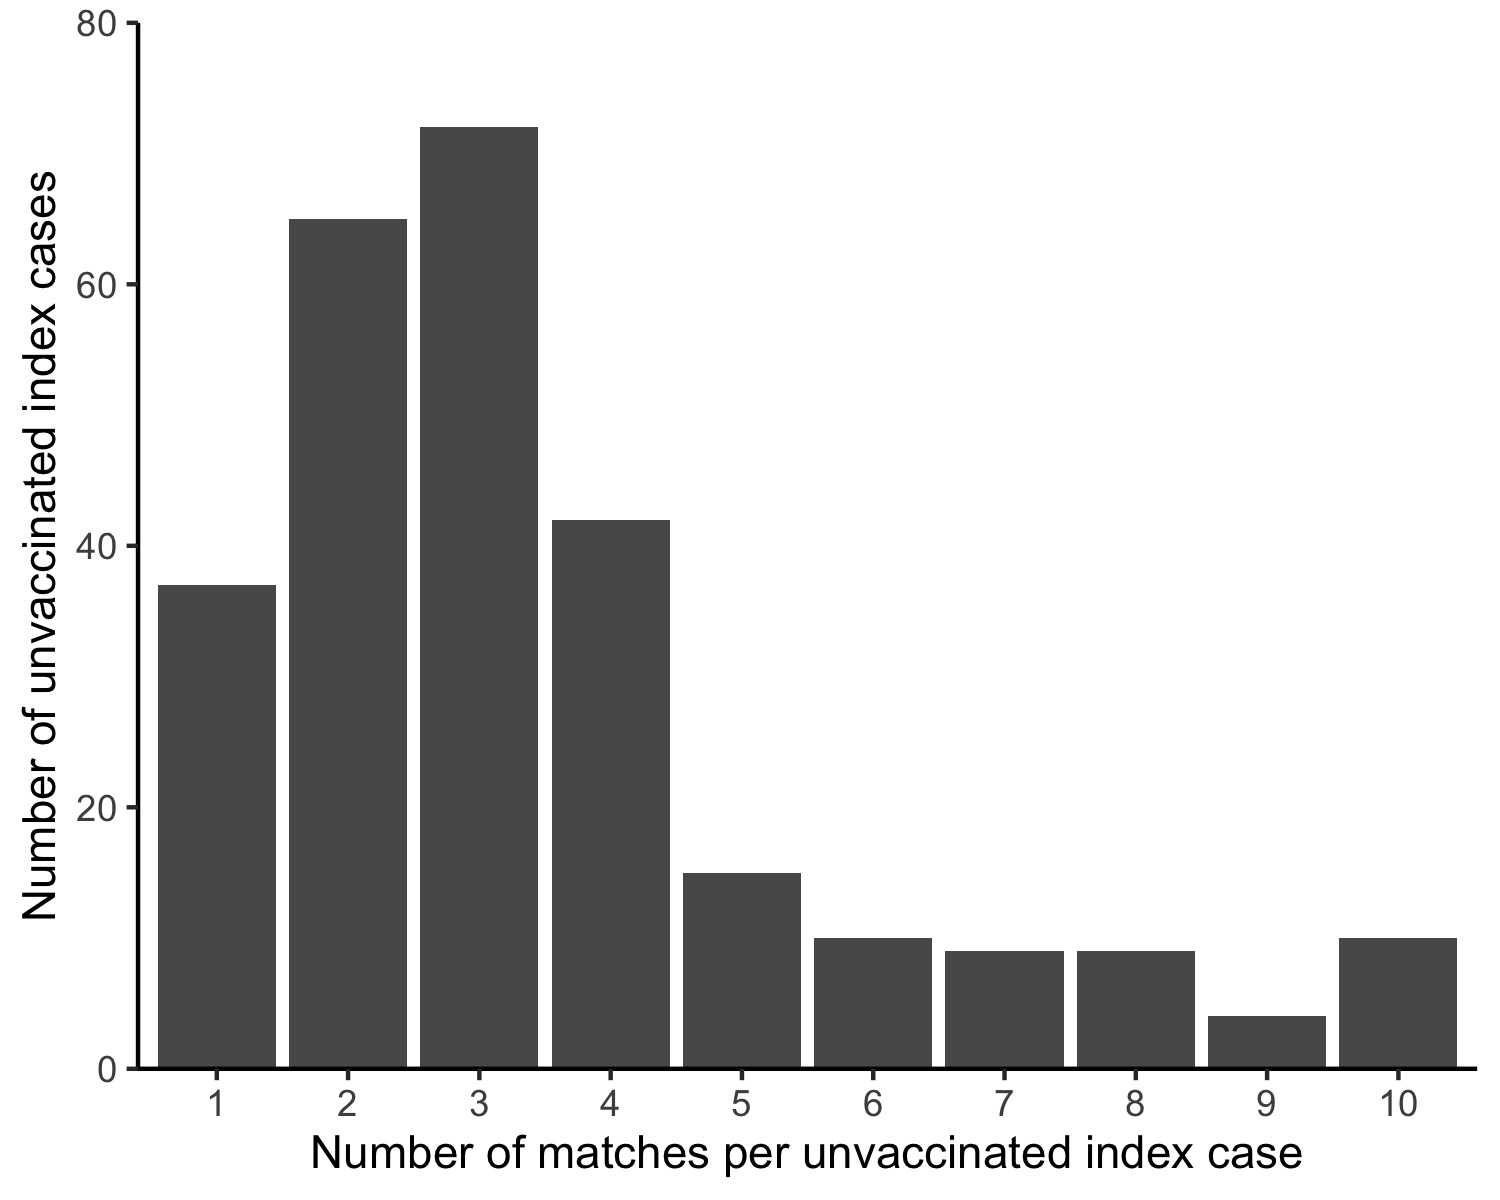 Number of unvaccinated index cases
80
60
40
20
0
1 2 3 4 5 6 7 8 9 10
Number of matches per unvaccinated index case